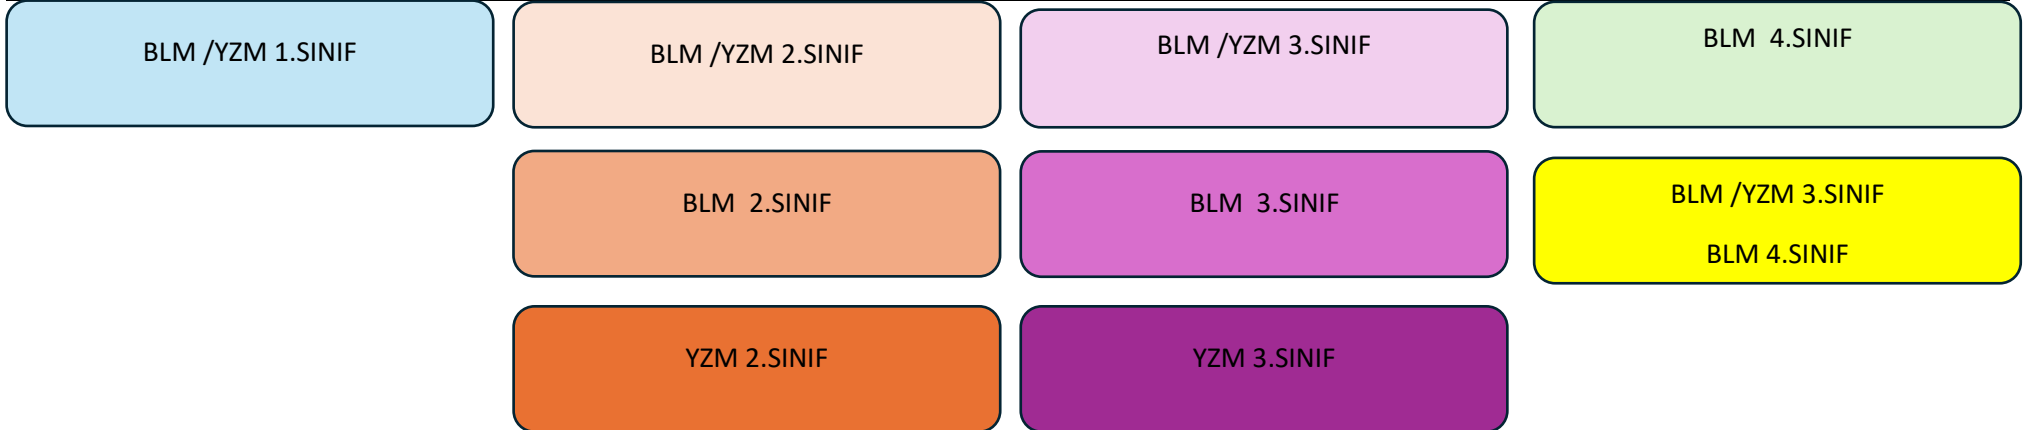 BLM /YZM 1.SINIF
BLM /YZM 2.SINIF
BLM /YZM 3.SINIF
BLM  4.SINIF
BLM  2.SINIF
BLM  3.SINIF
BLM /YZM 3.SINIF
BLM 4.SINIF
YZM 2.SINIF
YZM 3.SINIF